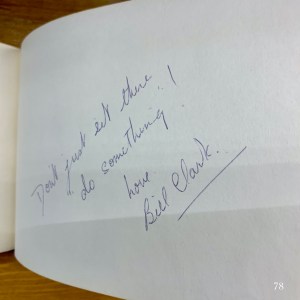 Don't just sit there
do something!
love
Bill Clark.
78